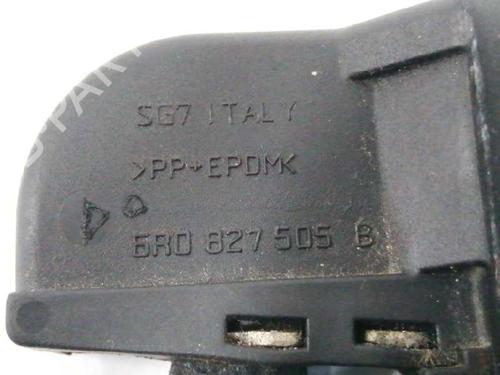 SG7 ITALY
>PP+EPDM<
6R0 827 505 B